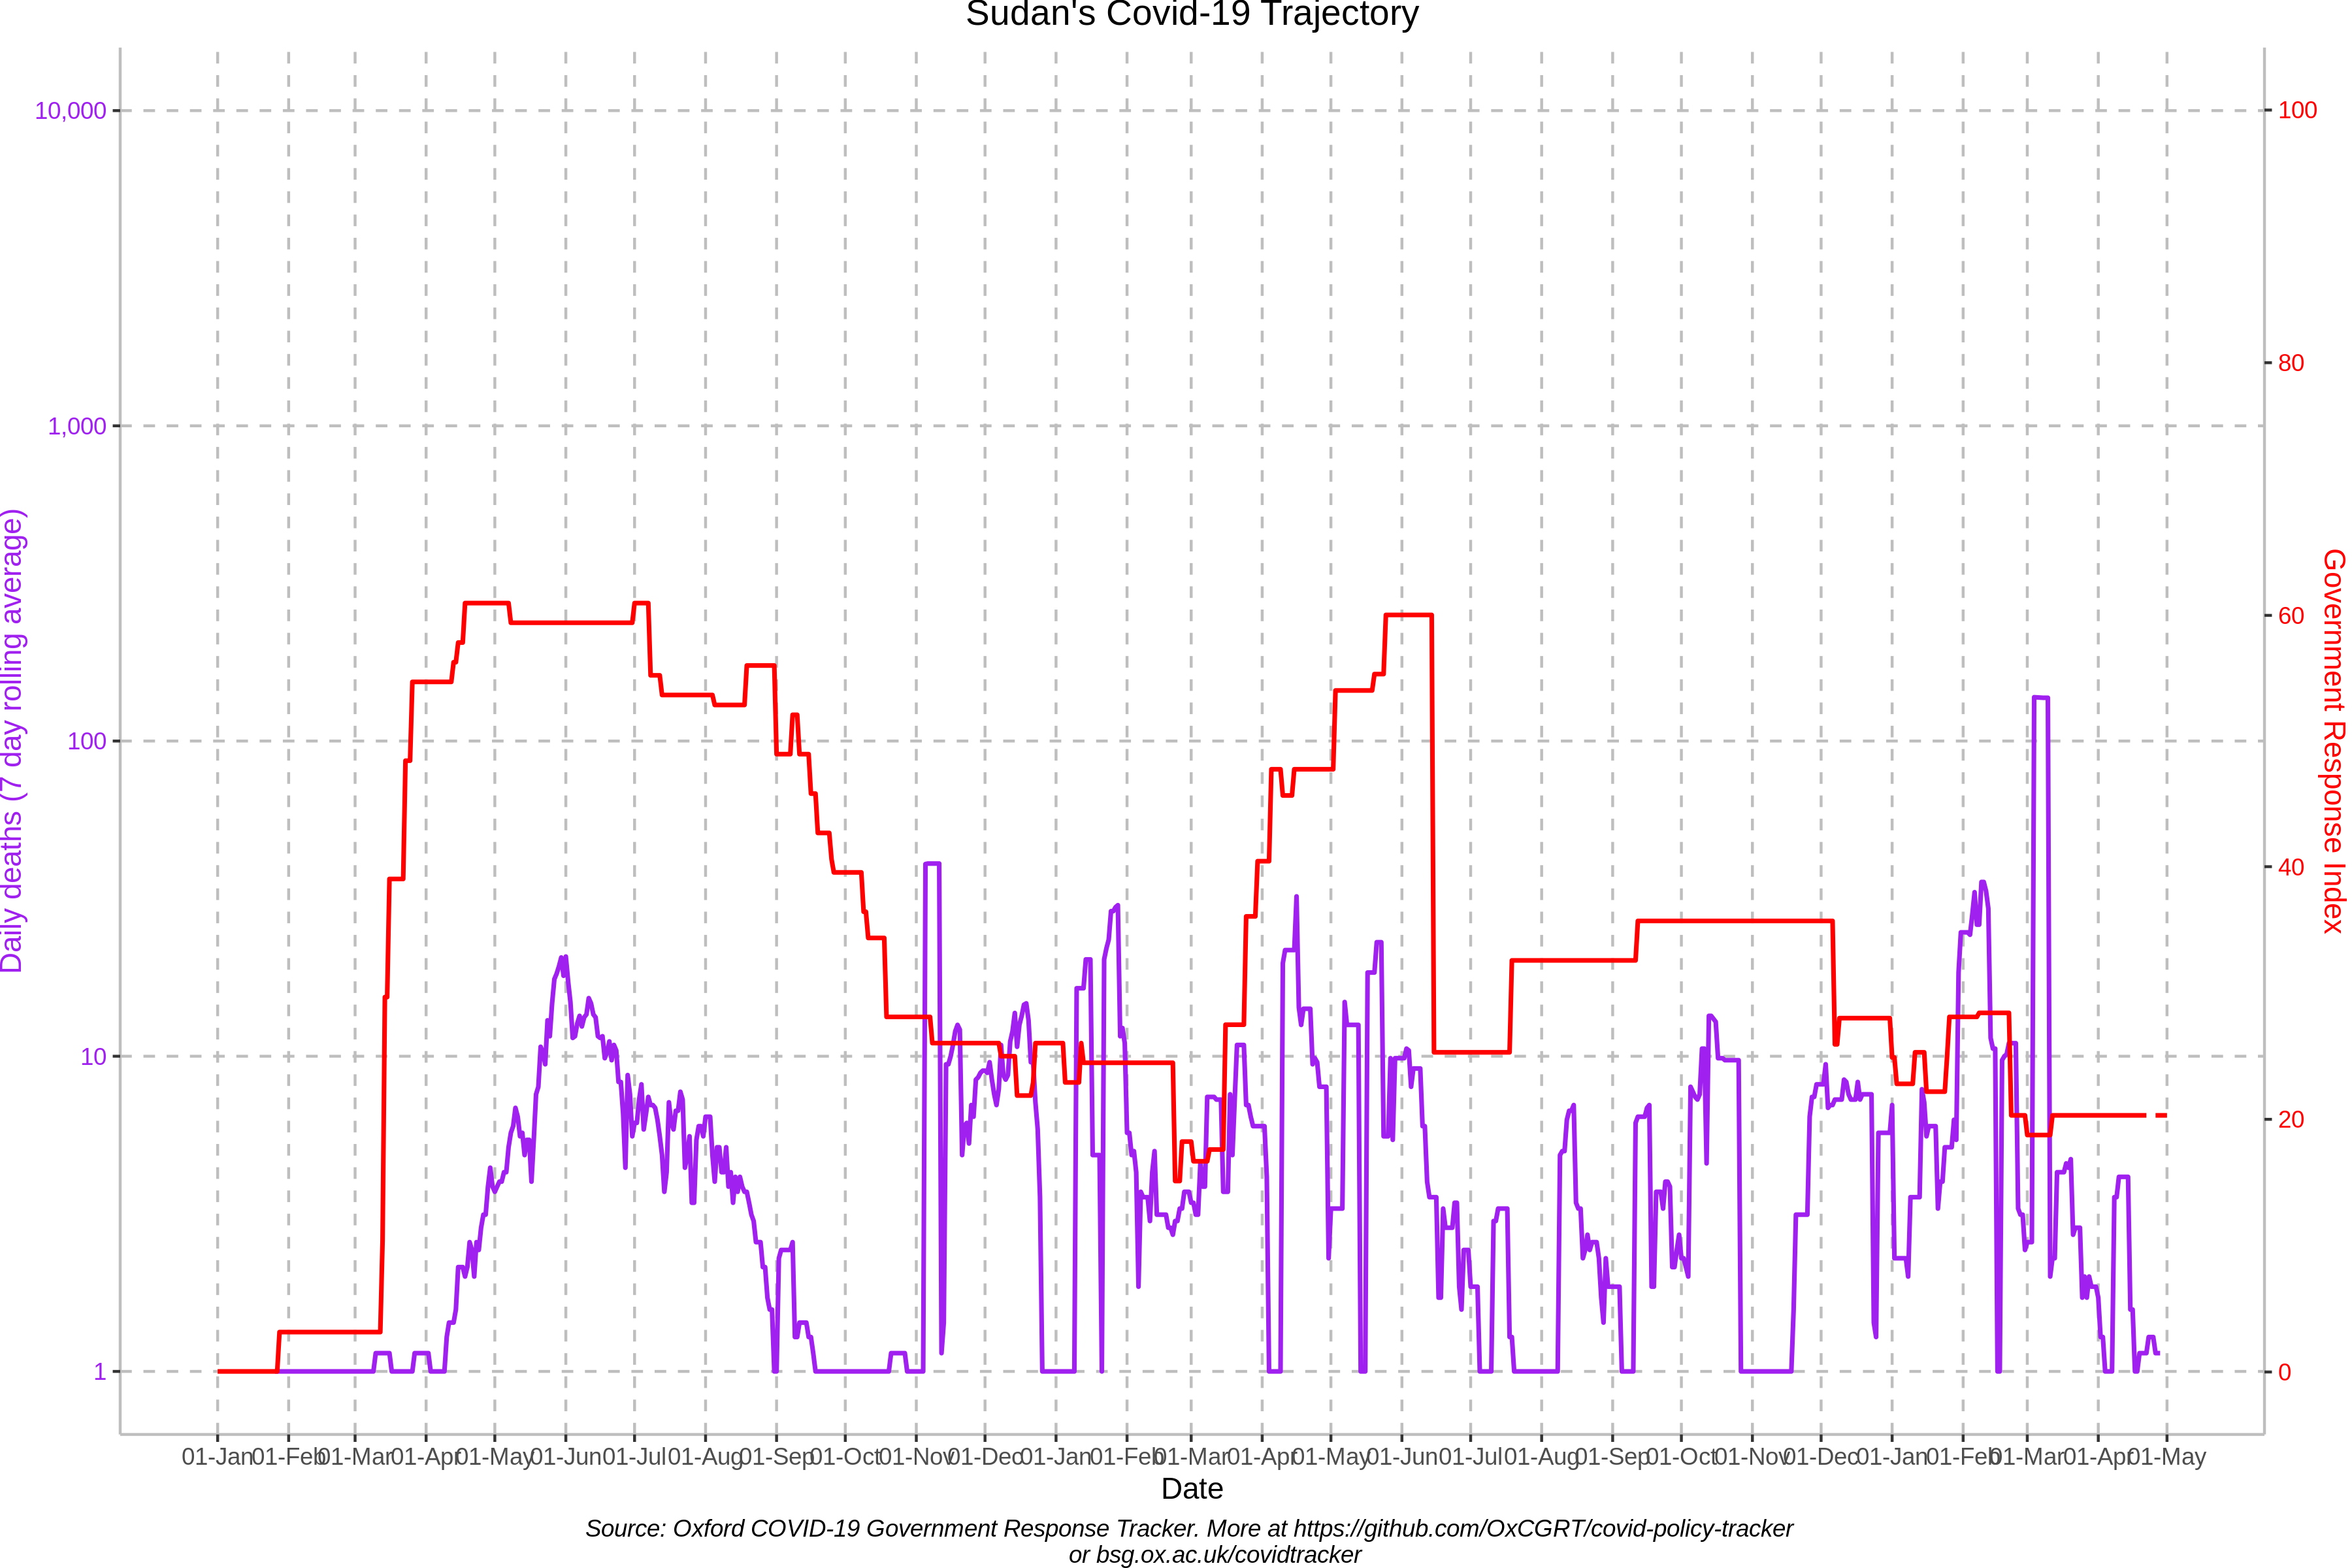 Sudan's Covid-19 Trajectory
Daily deaths (7 day rolling average)
10,000
1,000
100
10
1
100
80
60
40
20
0
Government Response Index
01-Jan 01-Feb 01-Mar 01-Apr 01-May 01-Jun 01-Jul 01-Aug 01-Sep 01-Oct 01-Nov 01-Dec 01-Jan 01-Feb 01-Mar 01-Apr 01-May 01-Jun 01-Jul 01-Aug 01-Sep 01-Oct 01-Nov 01-Dec 01-Jan 01-Feb 01-Mar 01-Apr 01-May
Date
Source: Oxford COVID-19 Government Response Tracker. More at https://github.com/OxCGRT/covid-policy-tracker
or bsg.ox.ac.uk/covidtracker